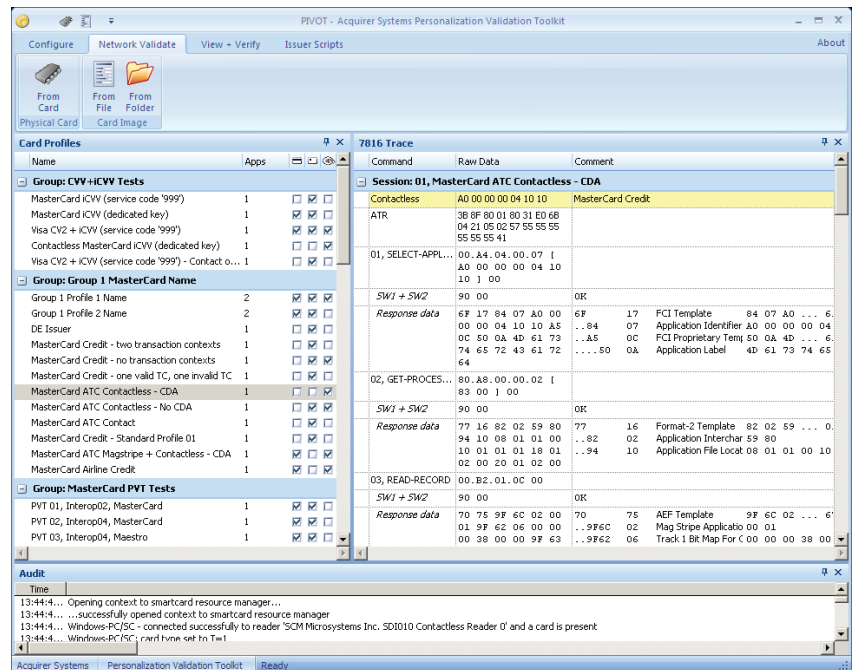 PIVOT - Acquirer Systems Personalization Validation Toolkit
Configure Network Validate View + Verify Issuer Scripts About
From Card From File From Folder
Physical Card Card Image
Card Profiles
Name Apps
Group: CVV+iCVV Tests
MasterCard iCVV (service code '999') 1
MasterCard iCVV (dedicated key) 1
Visa CV2 + iCVV (service code '999') 1
Contactless MasterCard iCVV (dedicated key) 1
Visa CV2 + iCVV (service code '999') - Contact o... 1
Group: Group 1 MasterCard Name
Group 1 Profile 1 Name 2
Group 1 Profile 2 Name 2
DE Issuer 1
MasterCard Credit - two transaction contexts 1
MasterCard Credit - no transaction contexts 1
MasterCard Credit - one valid TC, one invalid TC 1
MasterCard ATC Contactless - CDA 1
MasterCard ATC Contactless - No CDA 1
MasterCard ATC Contact 1
MasterCard Credit - Standard Profile 01 1
MasterCard ATC Magstripe + Contactless - CDA 1
MasterCard Airline Credit 1
Group: MasterCard PVT Tests
PVT 01, Interop02, MasterCard 1
PVT 02, Interop04, MasterCard 1
PVT 03, Interop04, Maestro 1
7816 Trace
Command Raw Data Comment
Session: 01, MasterCard ATC Contactless - CDA
Contactless A0 00 00 00 04 10 10 MasterCard Credit
ATR 3B 8F 80 01 80 31 E0 6B
04 21 05 02 57 55 55 55
55 55 55 41
01, SELECT-APPL... 00.A4.04.00.07 [
A0 00 00 00 04 10
10 ] 00
SW1 + SW2 90 00 OK
Response data 6F 17 84 07 A0 00 6F 17 FCI Template 84 07 A0 ... 6.
00 00 04 10 10 A5 ..84 07 Application Identifier A0 00 00 00 04
0C 50 0A 4D 61 73 ..A5 0C FCI Proprietary Temp 50 0A 4D ... 6.
74 65 72 43 61 72 ....50 0A Application Label 4D 61 73 74 65
64
02, GET-PROCES... 80.A8.00.00.02 [
83 00 ] 00
SW1 + SW2 90 00 OK
Response data 77 16 82 02 59 80 77 16 Format-2 Template 82 02 59 ... 0.
94 10 08 01 01 00 ..82 02 Application Interchar 59 80
10 01 01 01 18 01 ..94 10 Application File Locat 08 01 01 00 10
02 00 20 01 02 00
03, READ-RECORD 00.B2.01.0C 00
SW1 + SW2 90 00 OK
Response data 70 75 9F 6C 02 00 70 75 AEF Template 9F 6C 02 ... 6
01 9F 62 06 00 00 ..9F6C 02 Mag Stripe Applicatio 00 01
00 38 00 00 9F 63 ..9F62 06 Track 1 Bit Map For C 00 00 00 38 00
Audit
Time
13:44:4... Opening context to smartcard resource manager...
13:44:4... ...successfully opened context to smartcard resource manager
13:44:4... Windows-PC/SC - connected successfully to reader 'SCM Microsystems Inc. SDI010 Contactless Reader 0' and a card is present
13:44:4... Windows-PC/SC: card type set to T=1
Acquirer Systems Personalization Validation Toolkit Ready